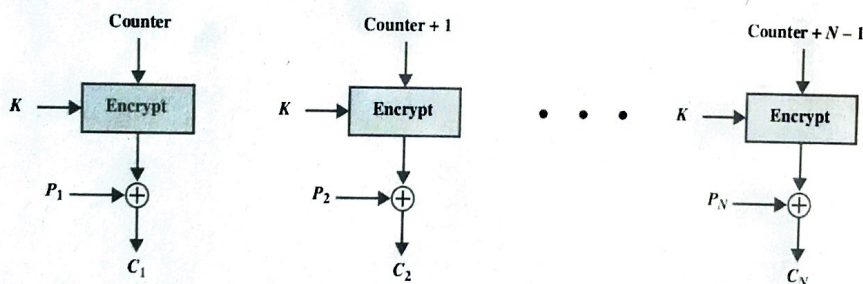 Counter
Counter + 1
Counter + N – 1
K
Encrypt
K
Encrypt
K
Encrypt
P1
P2
PN
C1
C2
CN